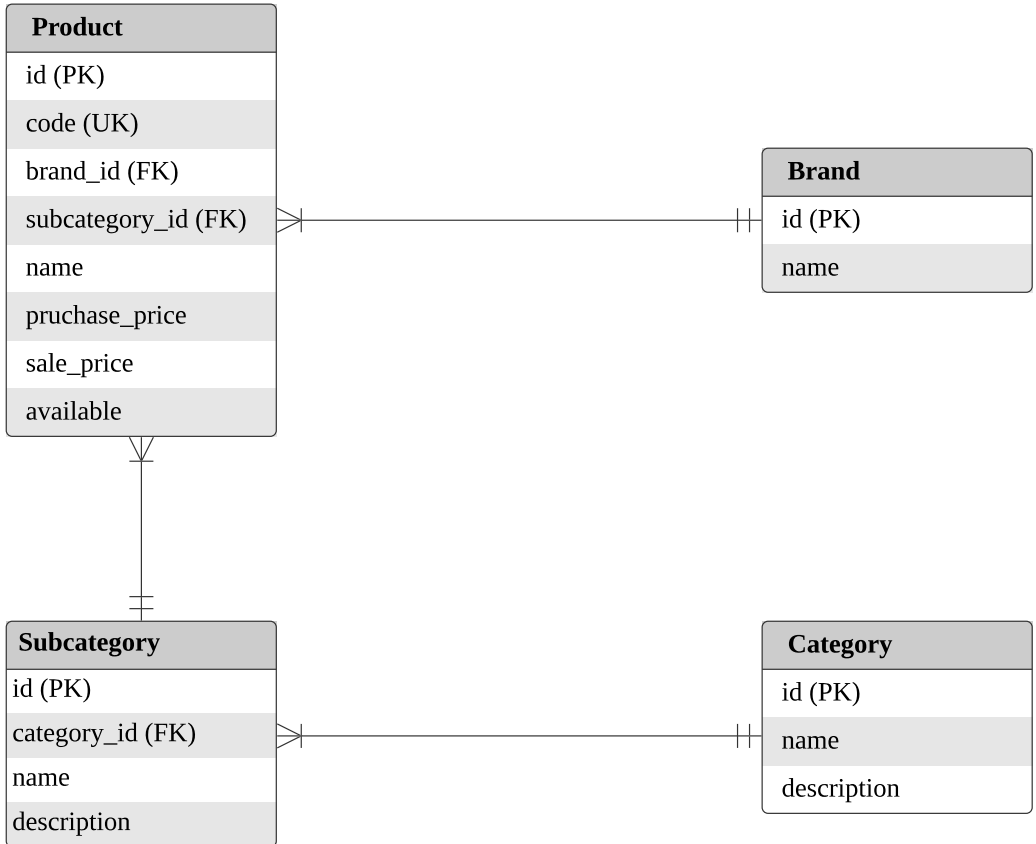 Product
id (PK)
code (UK)
brand_id (FK)
subcategory_id (FK)
name
pruchase_price
sale_price
available
Brand
id (PK)
name
Subcategory
id (PK)
category_id (FK)
name
description
Category
id (PK)
name
description